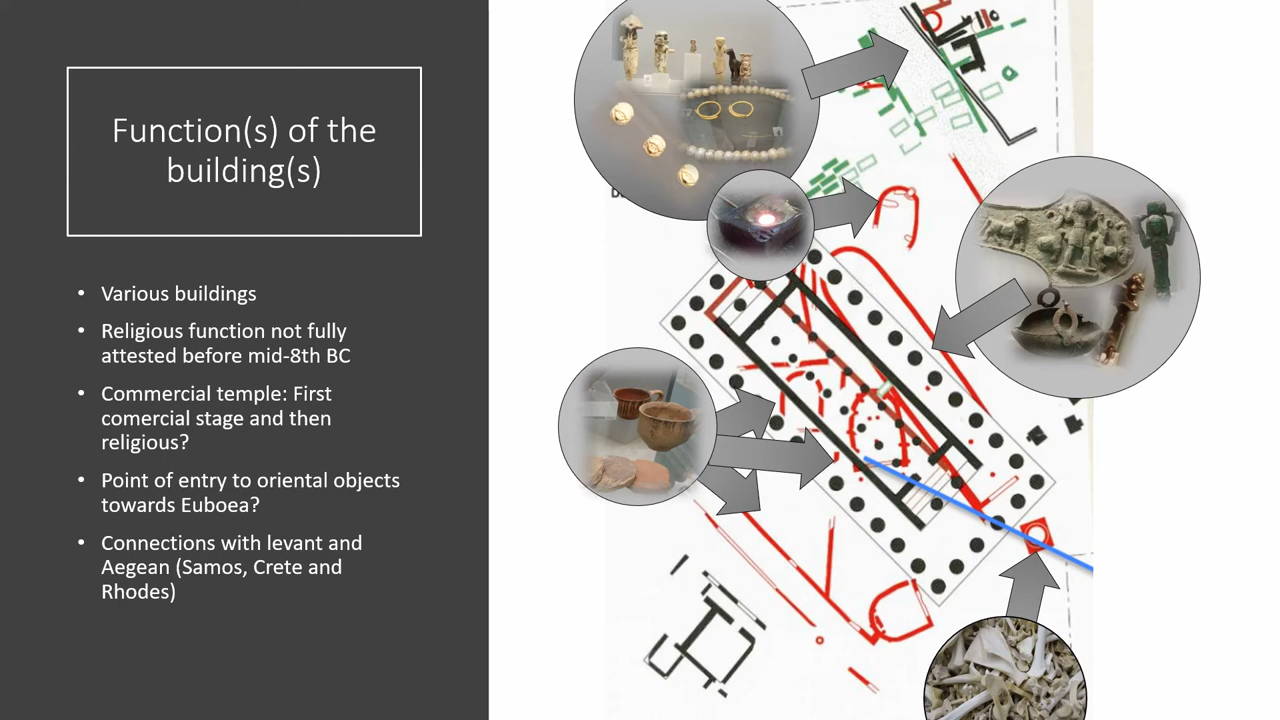 Function(s) of the
building(s)
• Various buildings
• Religious function not fully
attested before mid-8th BC
• Commercial temple: First
comercial stage and then
religious?
• Point of entry to oriental objects
towards Euboea?
• Connections with levant and
Aegean (Samos, Crete and
Rhodes)